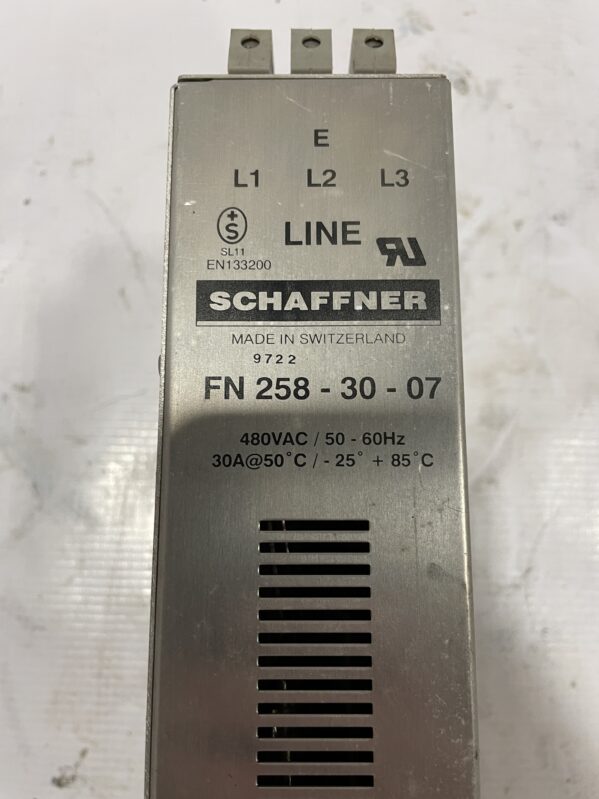 E
L1 L2 L3
+
S
LINE
RU
SL11
EN133200
SCHAFFNER
MADE IN SWITZERLAND
9722
FN 258 - 30 - 07
480VAC / 50 - 60Hz
30A@50°C / - 25° + 85°C